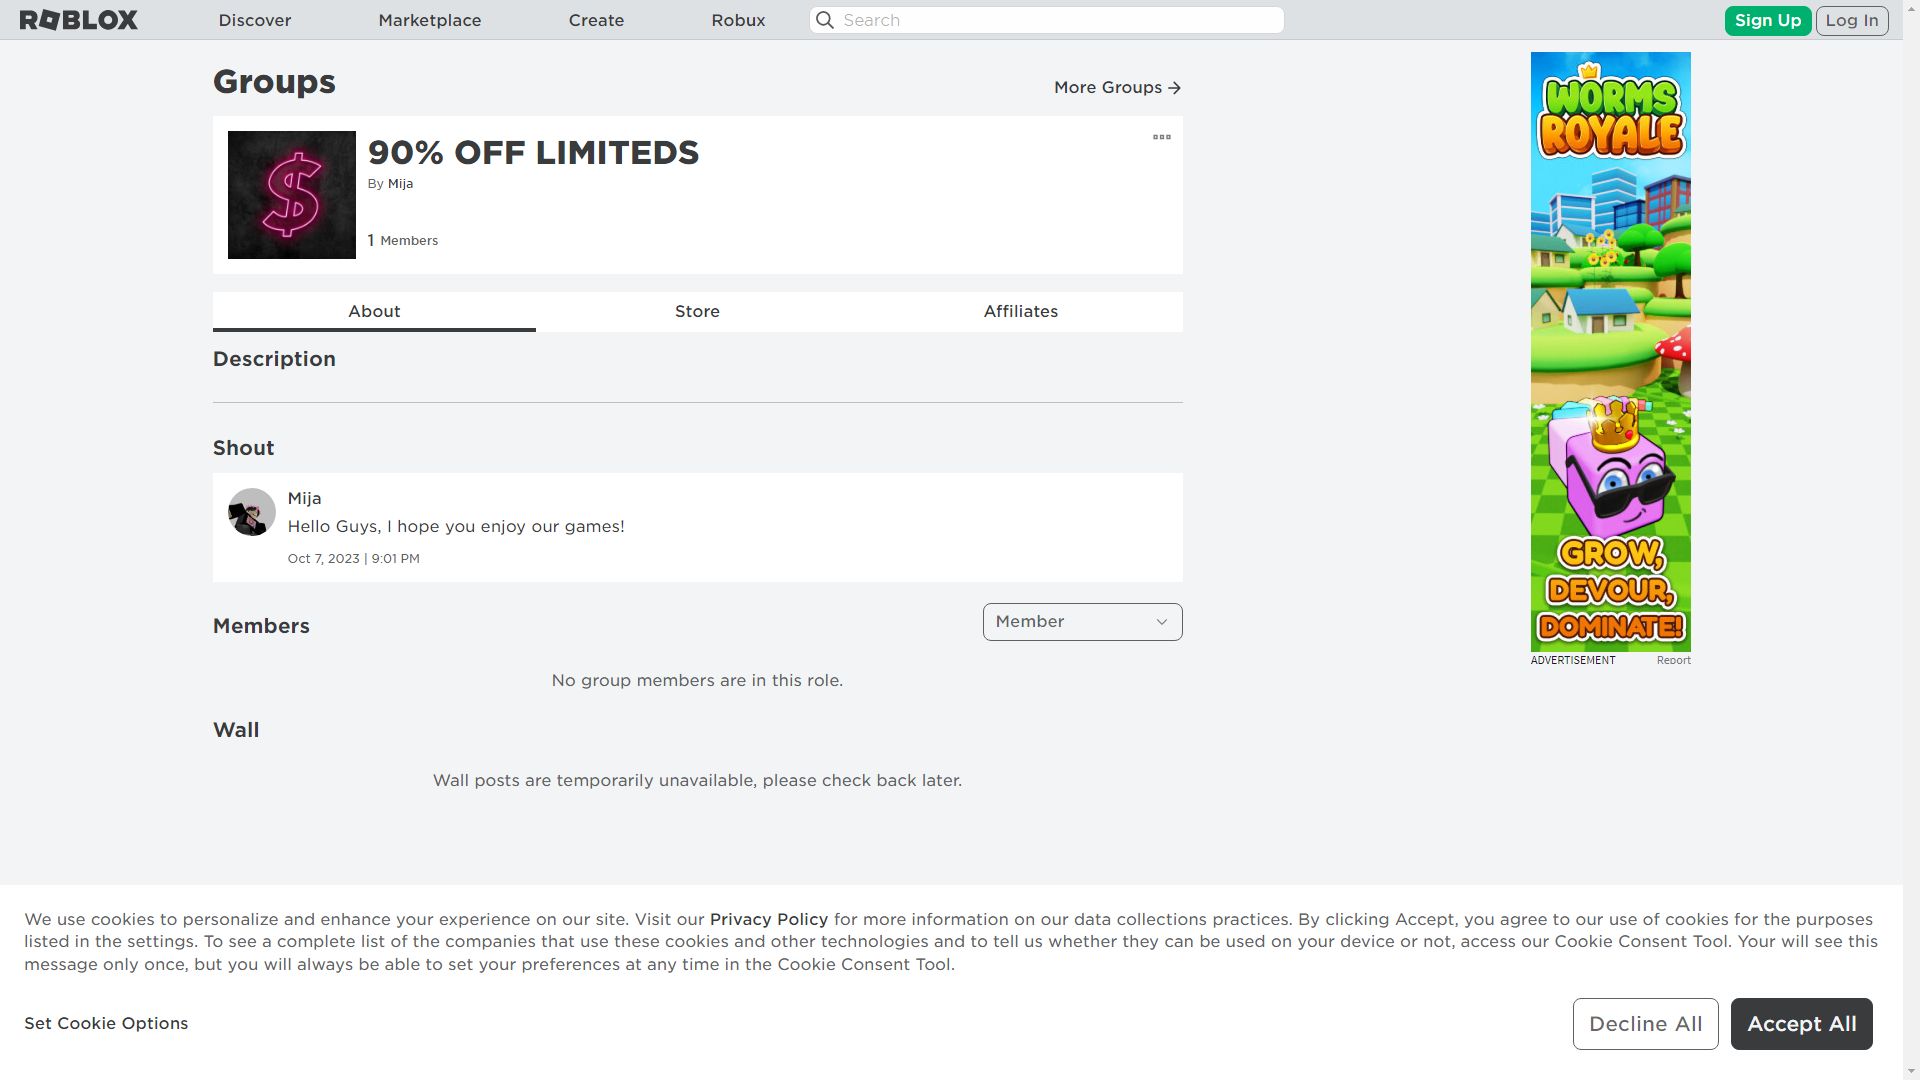 ROBLOX Discover Marketplace Create Robux Search Sign Up Log In
Groups
More Groups
90% OFF LIMITEDS
By Mija
1 Members
About Store Affiliates
Description
Shout
Mija
Hello Guys, I hope you enjoy our games!
Oct 7, 2023 | 9:01 PM
Members
Member
No group members are in this role.
Wall
Wall posts are temporarily unavailable, please check back later.
WORMS
ROYALE
GROW,
DEVOUR,
DOMINATE!
ADVERTISEMENT Report
We use cookies to personalize and enhance your experience on our site. Visit our Privacy Policy for more information on our data collections practices. By clicking Accept, you agree to our use of cookies for the purposes
listed in the settings. To see a complete list of the companies that use these cookies and other technologies and to tell us whether they can be used on your device or not, access our Cookie Consent Tool. Your will see this
message only once, but you will always be able to set your preferences at any time in the Cookie Consent Tool.
Set Cookie Options
Decline All
Accept All